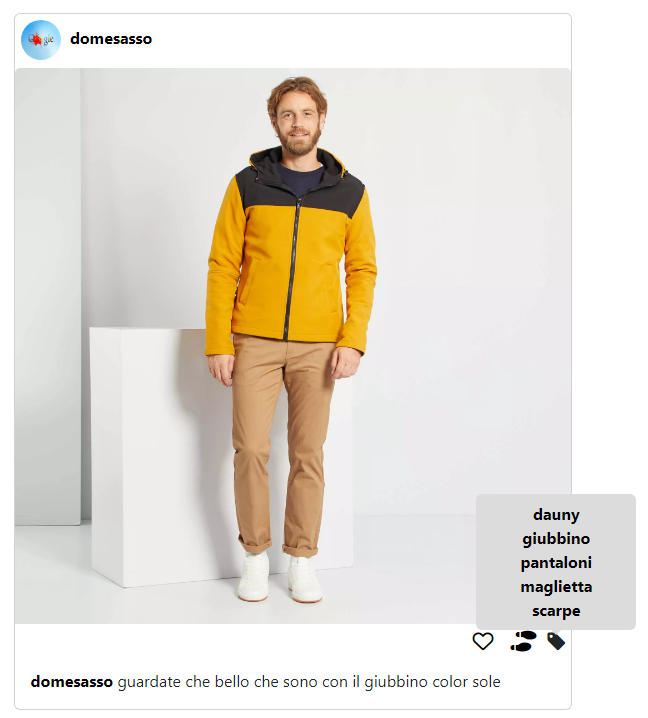 domesasso
dauny
giubbino
pantaloni
maglietta
scarpe
domesasso guardate che bello che sono con il giubbino color sole